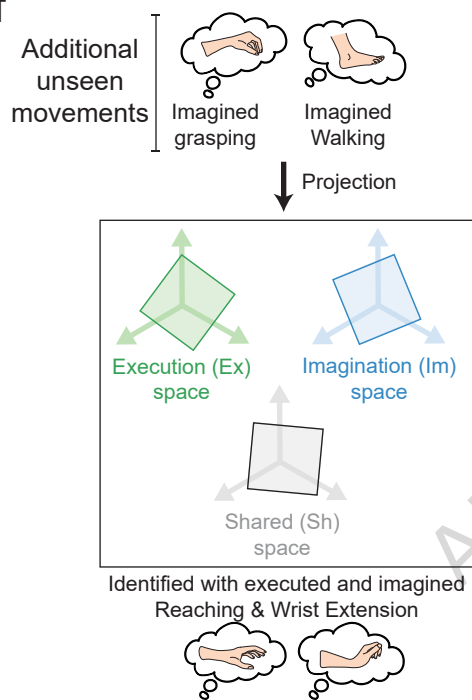 Additional
unseen
movements
Imagined
grasping
Imagined
Walking
Projection
Execution (Ex)
space
Imagination (Im)
space
Shared (Sh)
space
Identified with executed and imagined
Reaching & Wrist Extension